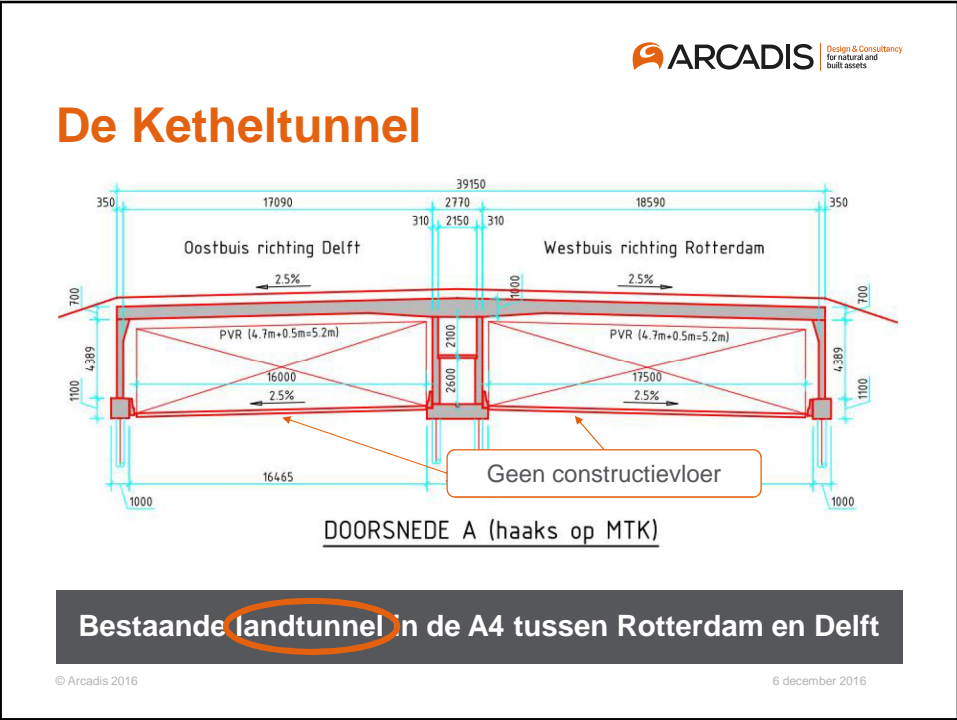 ARCADIS
Design & Consultancy
for natural and
built assets
De Ketheltunnel
39150
350 17090 2770 18590 350
310 2150 310
Oostbuis richting Delft Westbuis richting Rotterdam
2.5% 1000 2.5%
700 700
PVR (4.7m+0.5m=5.2m) 2100 PVR (4.7m+0.5m=5.2m)
4389 4389
16000 2600 17500
1100 2.5% 2.5% 1100
16465 Geen constructievloer
1000 1000
DOORSNEDE A (haaks op MTK)
Bestaande landtunnel in de A4 tussen Rotterdam en Delft
© Arcadis 2016 6 december 2016